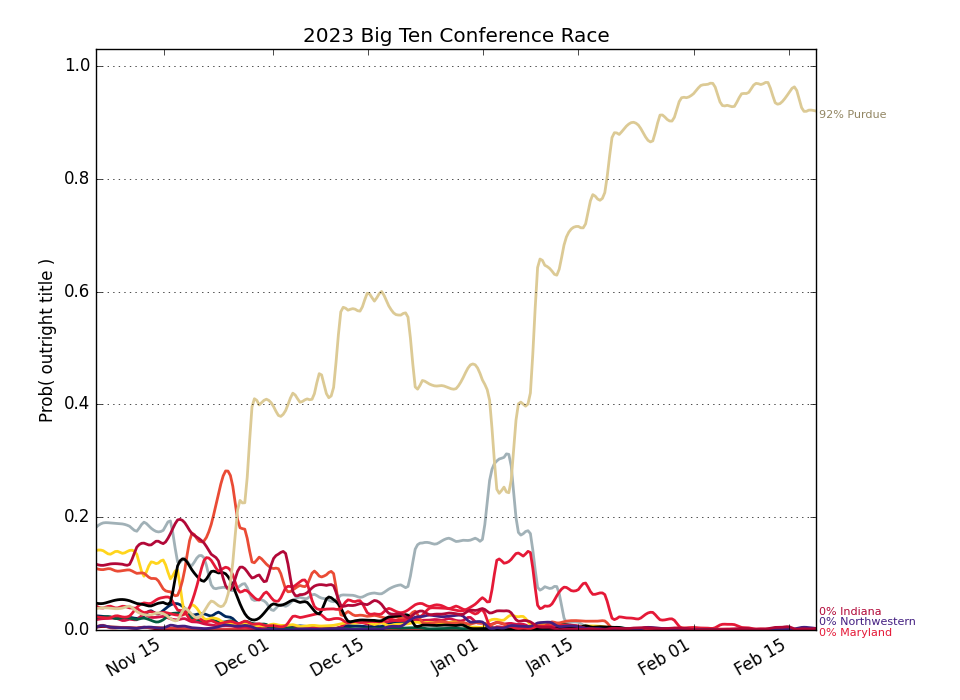 2023 Big Ten Conference Race
Prob( outright title )
1.0
0.8
0.6
0.4
0.2
0.0
92% Purdue
0% Indiana
0% Northwestern
0% Maryland
Nov 15
Dec 01
Dec 15
Jan 01
Jan 15
Feb 01
Feb 15